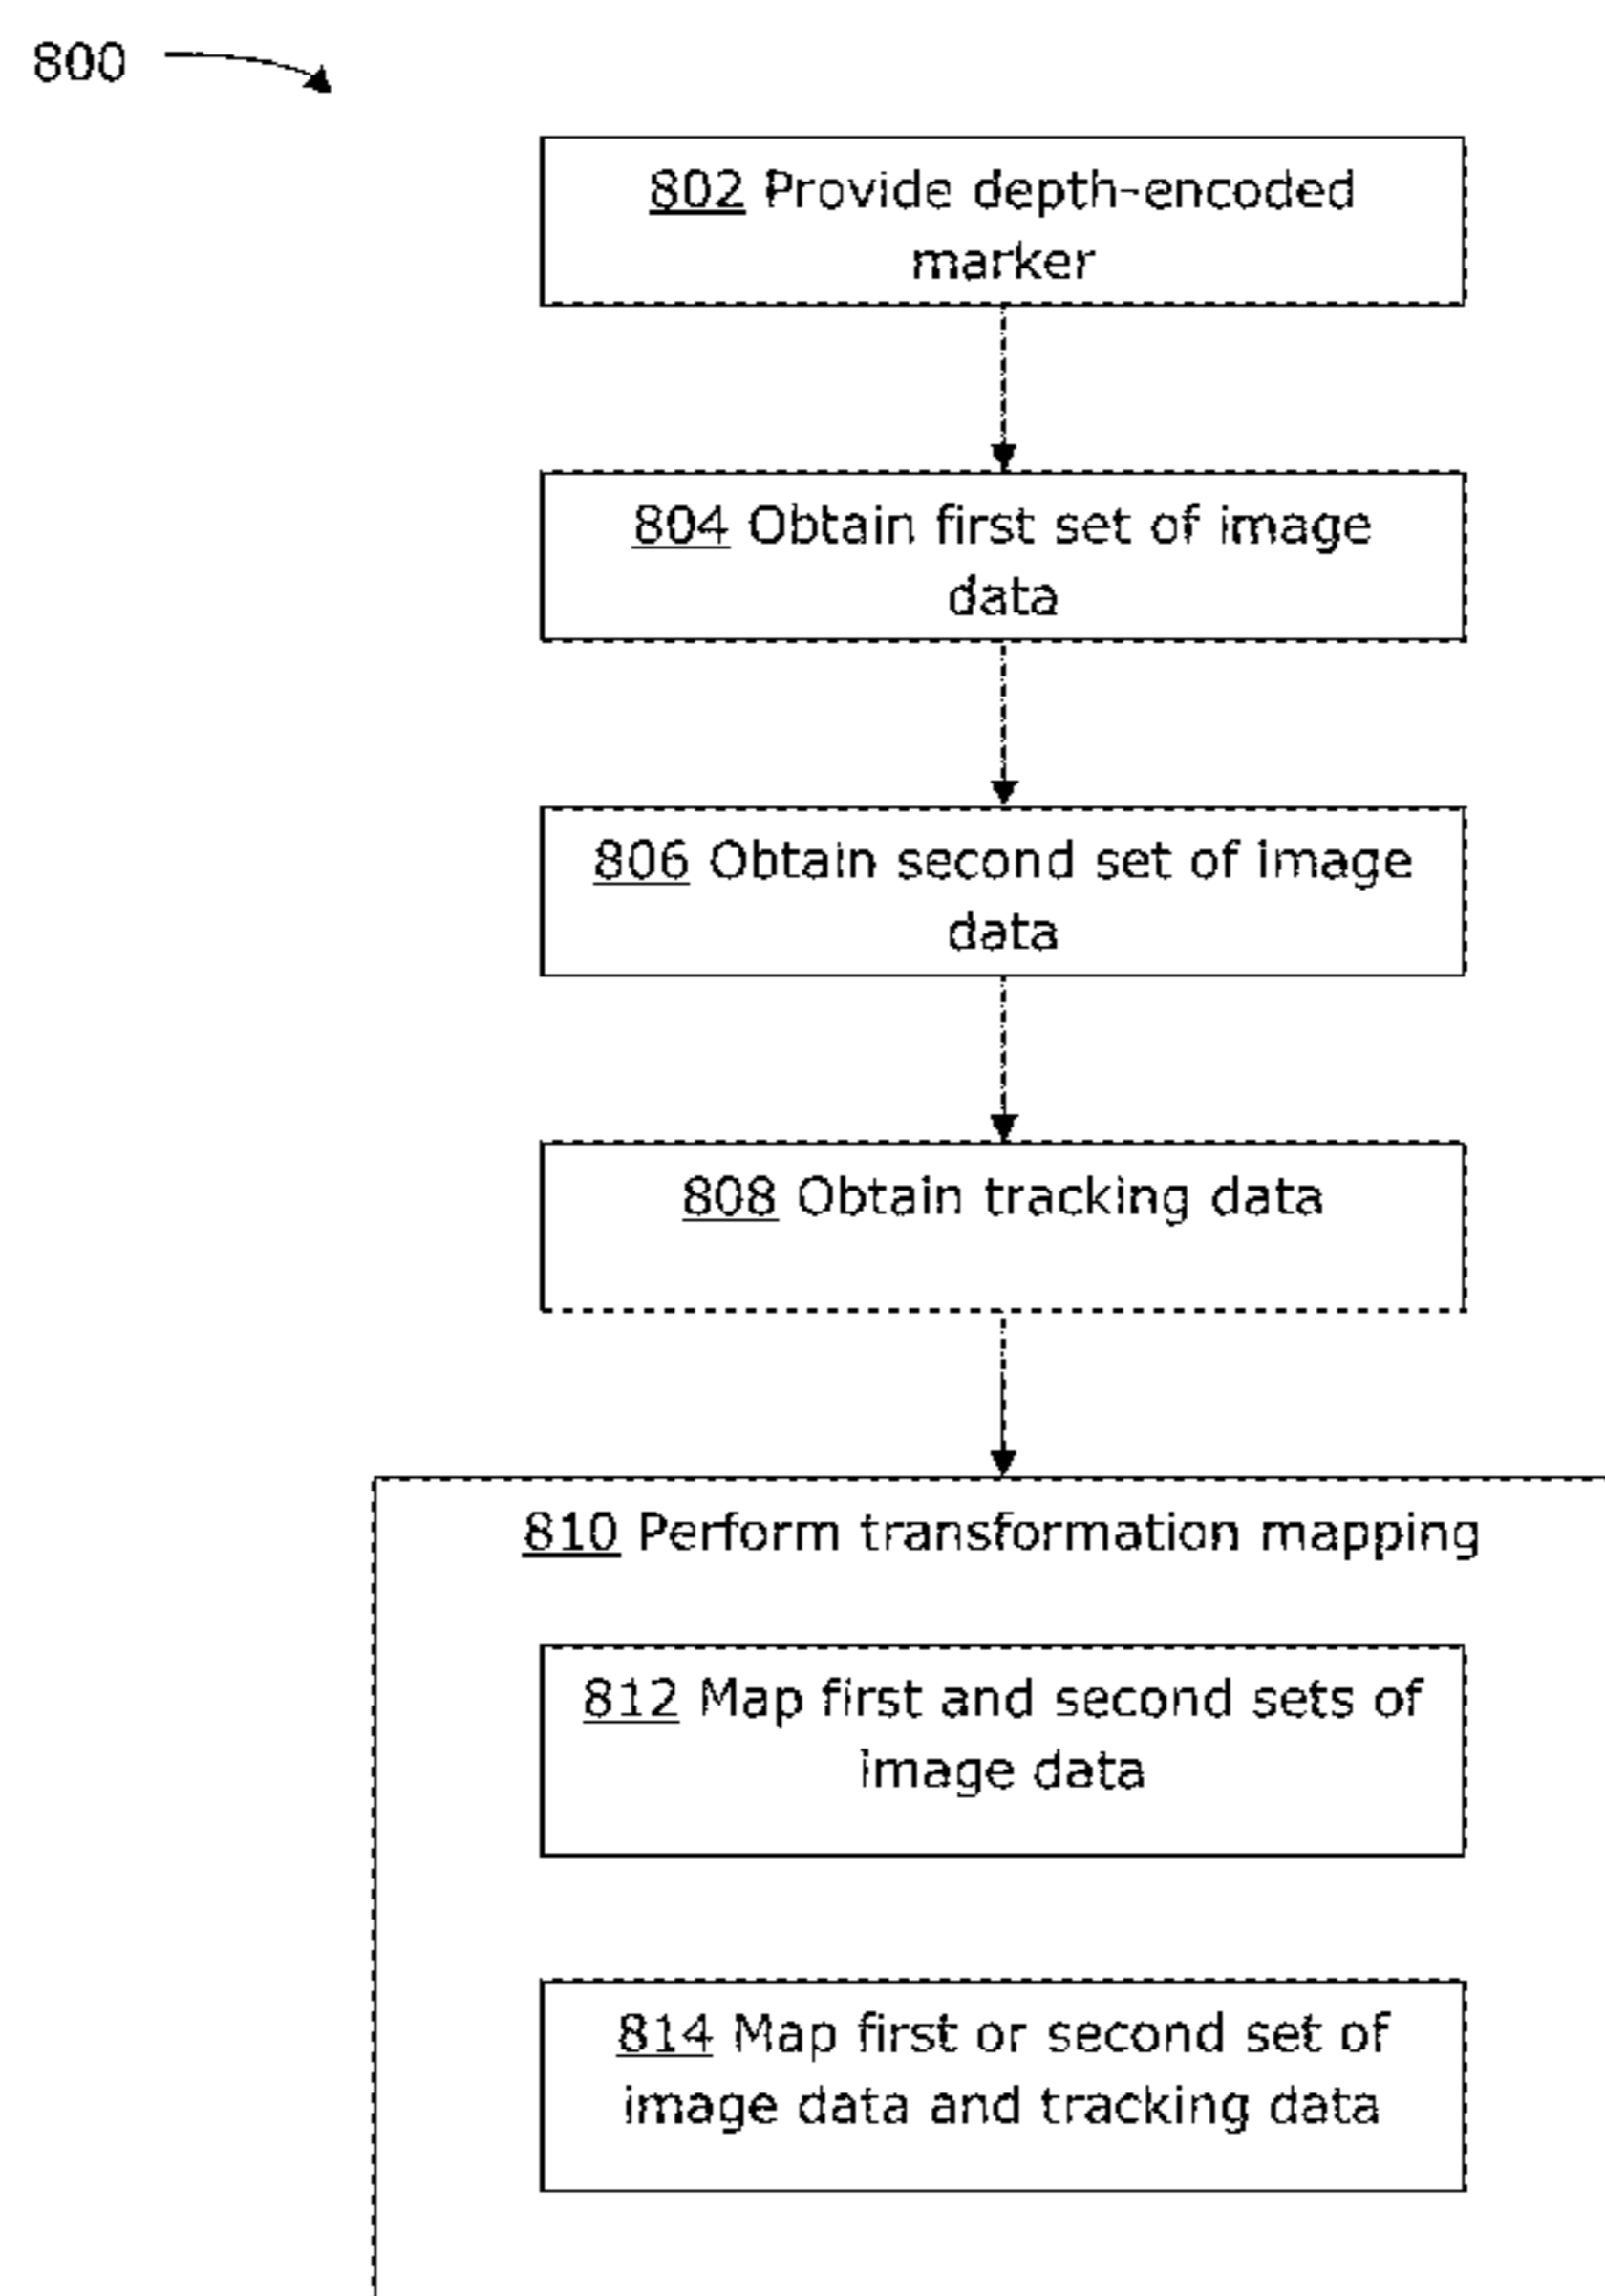 800
802 Provide depth-encoded
marker
804 Obtain first set of image
data
806 Obtain second set of image
data
808 Obtain tracking data
810 Perform transformation mapping
812 Map first and second sets of
image data
814 Map first or second set of
image data and tracking data